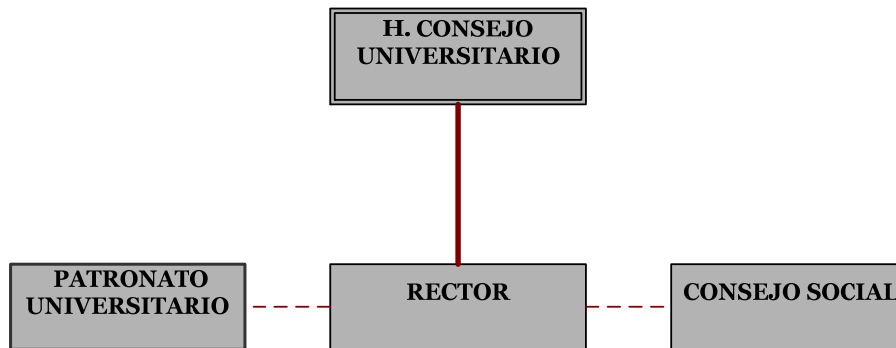 H. CONSEJO
UNIVERSITARIO
PATRONATO
UNIVERSITARIO
RECTOR
CONSEJO SOCIAL